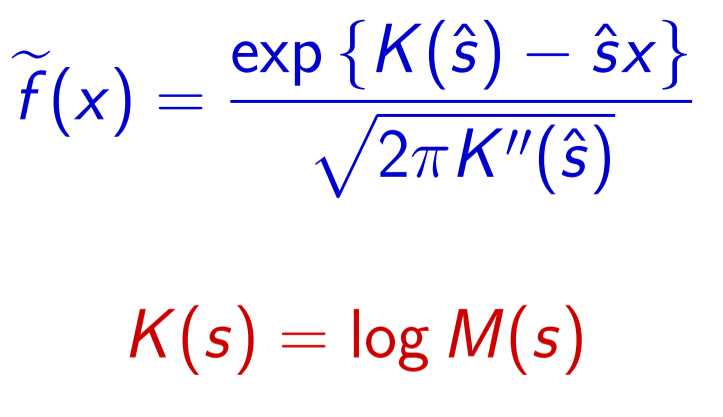 f̃(x) = exp {K(ŝ) − ŝx} / √(2πK″(ŝ))
K(s) = log M(s)